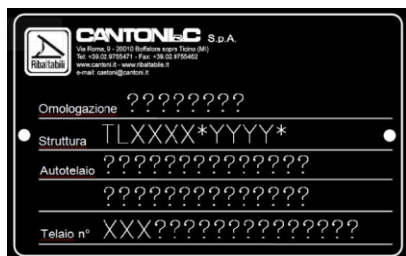 CANTONI&C S.p.A.
Via Roma, 9 - 20010 Boffalora sopra Ticino (MI)
Tel. +39.02.9755471 - Fax: +39.02.9755462
www.cantoni.it - www.ribaltabile.it
e-mail: cantoni@cantoni.it
Ribaltabili
Omologazione ????????
Struttura TLXXXX*YYYY*
Autotelaio ??????????????
??????????????
Telaio n° XXX??????????????